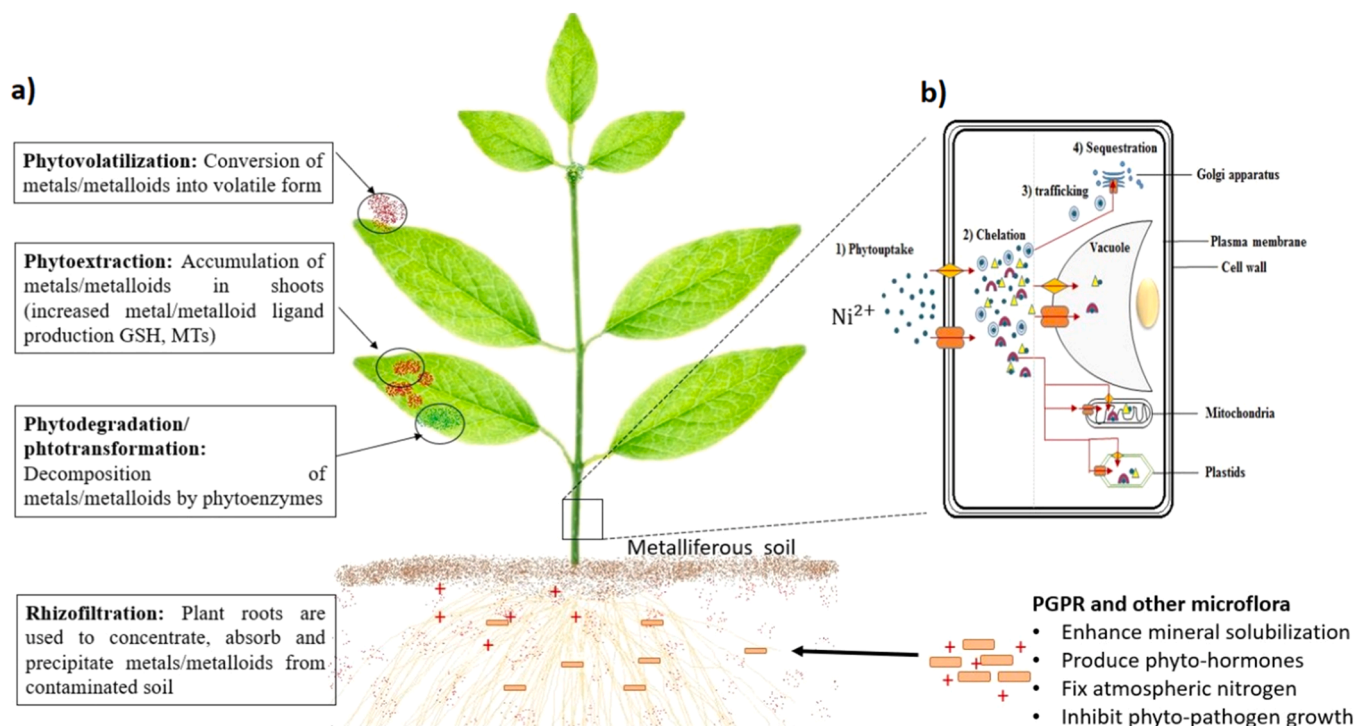 a)
Phytovolatilization: Conversion of
metals/metalloids into volatile form
Phytoextraction: Accumulation of
metals/metalloids in shoots
(increased metal/metalloid ligand
production GSH, MTs)
Phytodegradation/
phtotransformation:
Decomposition of
metals/metalloids by phytoenzymes
Rhizofiltration: Plant roots are
used to concentrate, absorb and
precipitate metals/metalloids from
contaminated soil
Metalliferous soil
b)
4) Sequestration
Golgi apparatus
3) trafficking
1) Phytouptake
2) Chelation
Vacuole
Plasma membrane
Cell wall
Ni²⁺
Mitochondria
Plastids
PGPR and other microflora
• Enhance mineral solubilization
• Produce phyto-hormones
• Fix atmospheric nitrogen
• Inhibit phyto-pathogen growth